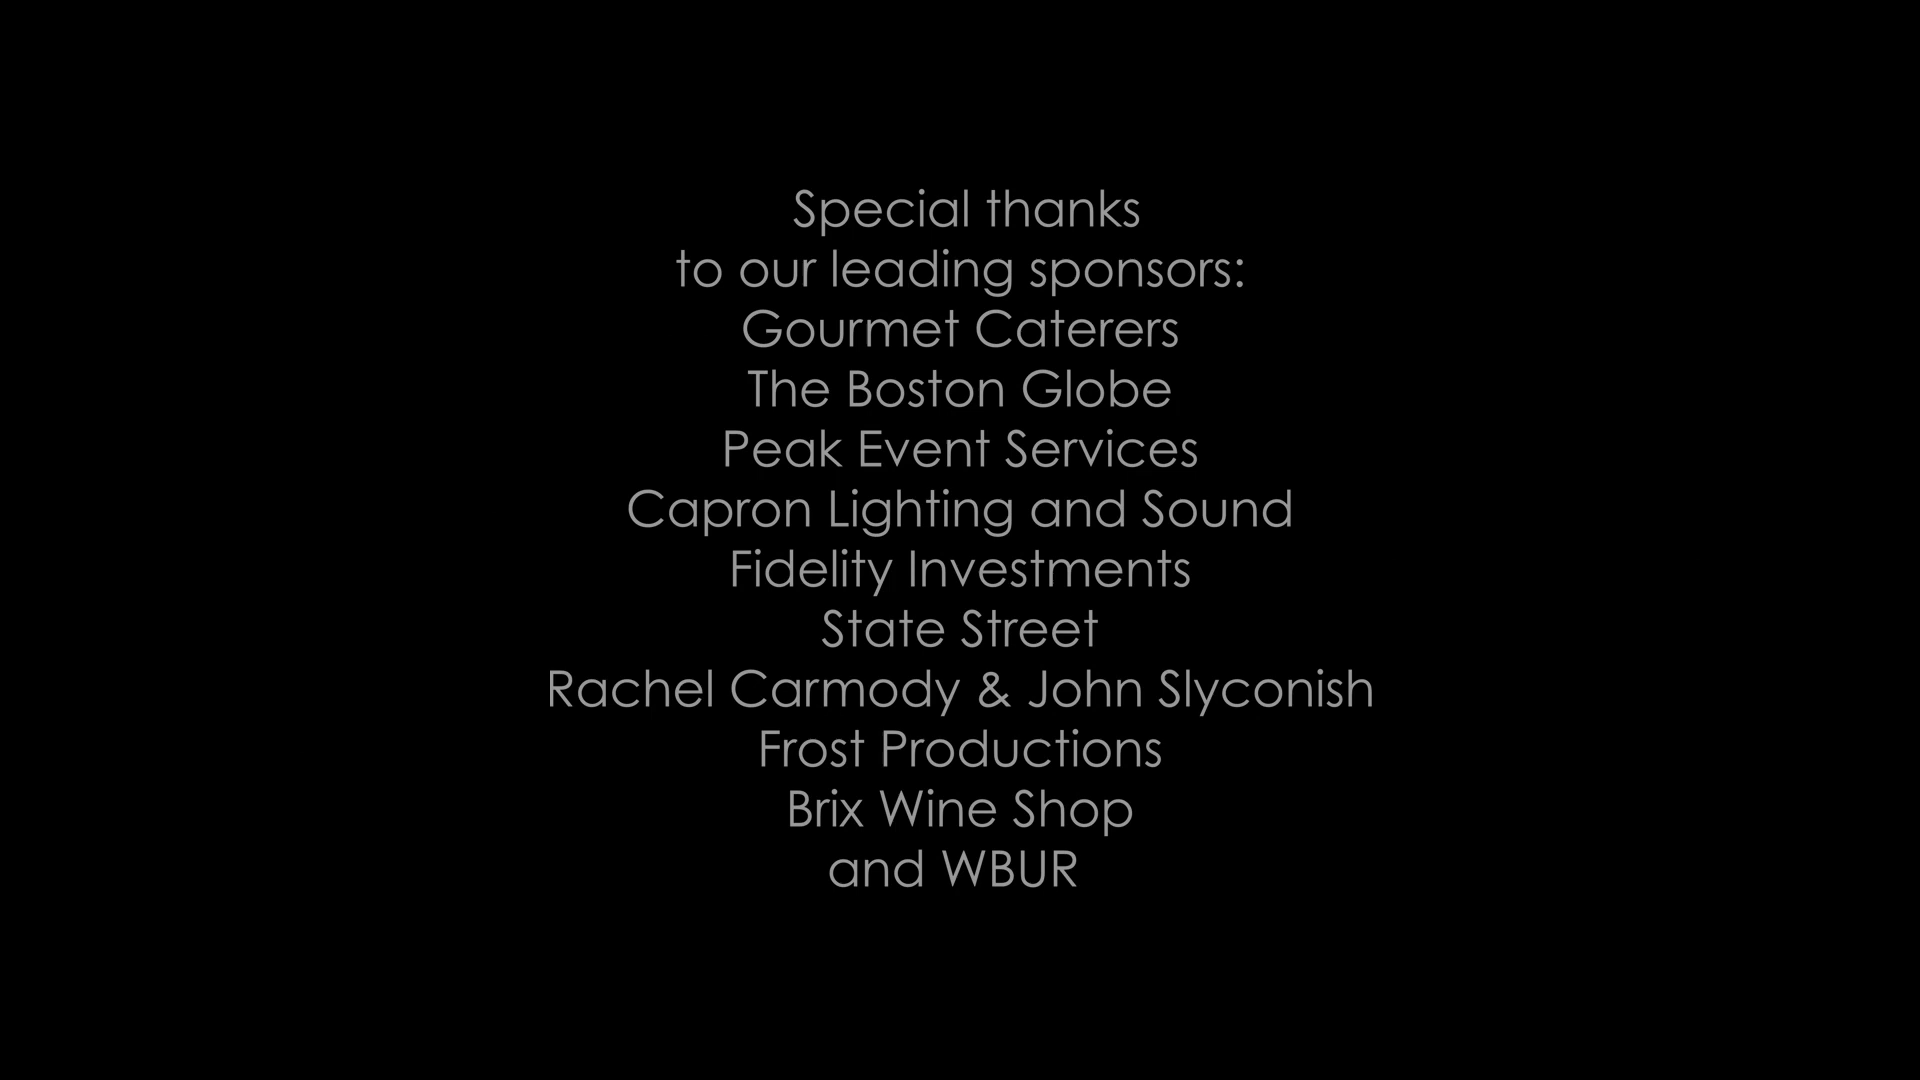 Special thanks
to our leading sponsors:
Gourmet Caterers
The Boston Globe
Peak Event Services
Capron Lighting and Sound
Fidelity Investments
State Street
Rachel Carmody & John Slyconish
Frost Productions
Brix Wine Shop
and WBUR